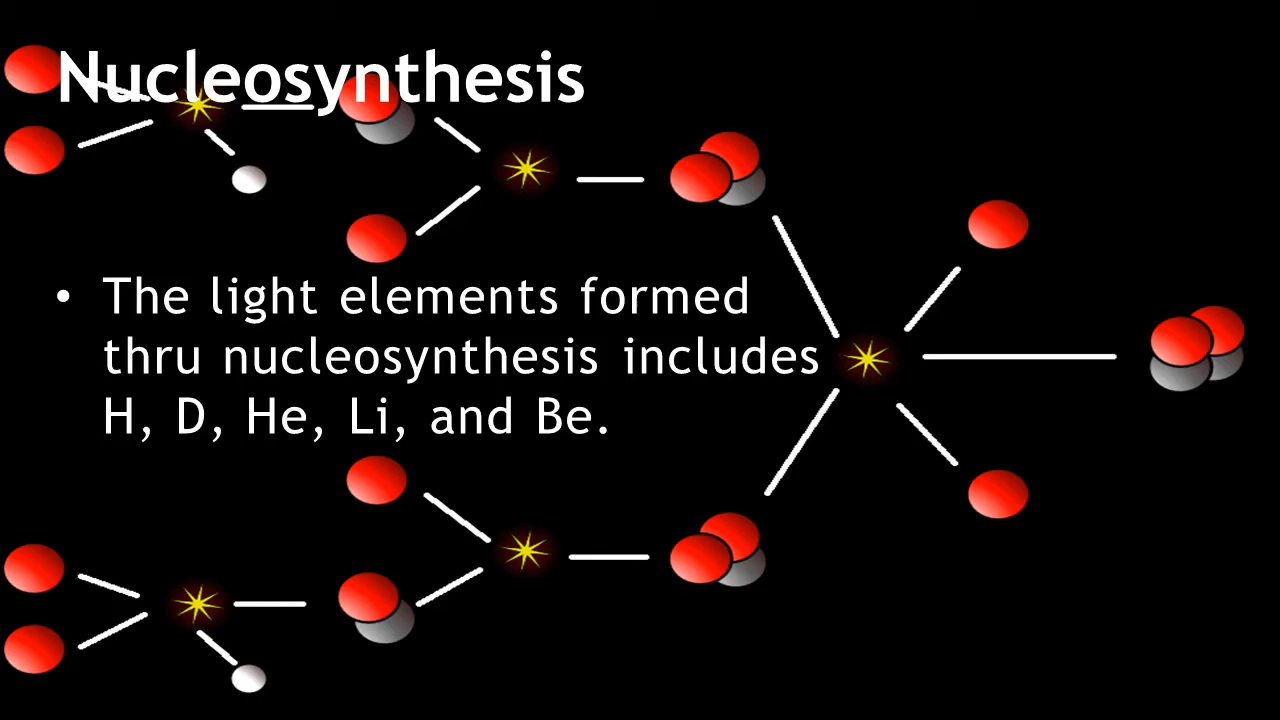 Nucleosynthesis
• The light elements formed
thru nucleosynthesis includes
H, D, He, Li, and Be.